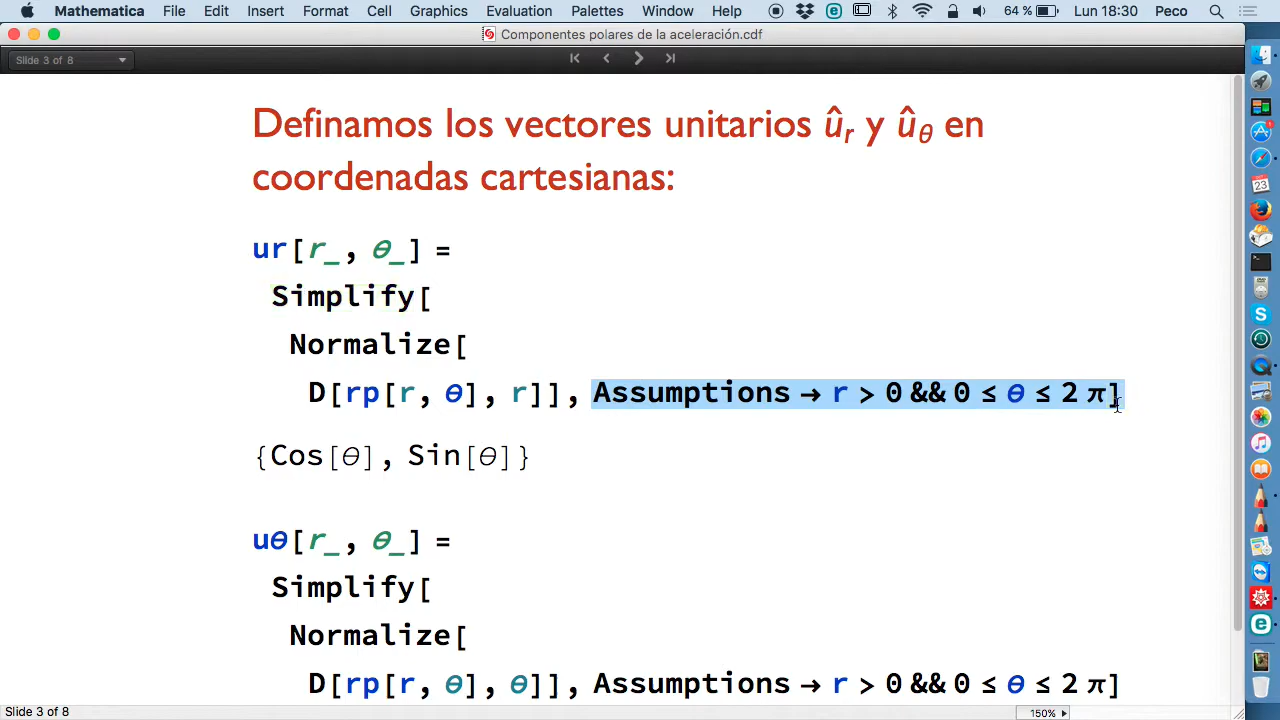 Mathematica File Edit Insert Format Cell Graphics Evaluation Palettes Window Help 64 % Lun 18:30 Peco
Componentes polares de la aceleración.cdf
Slide 3 of 8
Definamos los vectores unitarios û_r y û_θ en
coordenadas cartesianas:
ur[r_, θ_] =
Simplify[
Normalize[
D[rp[r, θ], r]], Assumptions → r > 0 && 0 ≤ θ ≤ 2 π]
{Cos[θ], Sin[θ]}
uθ[r_, θ_] =
Simplify[
Normalize[
D[rp[r, θ], θ]], Assumptions → r > 0 && 0 ≤ θ ≤ 2 π]
Slide 3 of 8 150%
23